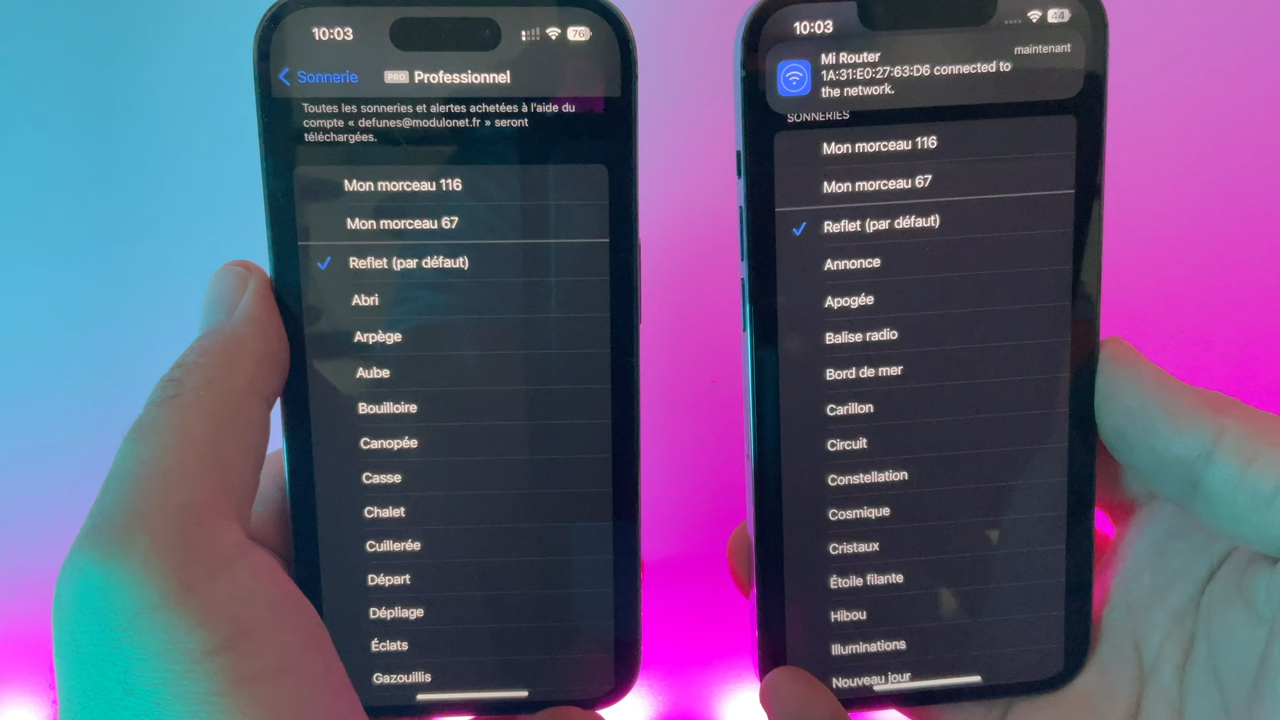 10:03
76
Sonnerie
PRO
Professionnel
Toutes les sonneries et alertes achetées à l'aide du
compte « defunes@modulonet.fr » seront
téléchargées.
Mon morceau 116
Mon morceau 67
Reflet (par défaut)
Abri
Arpège
Aube
Bouilloire
Canopée
Casse
Chalet
Cuillerée
Départ
Dépliage
Éclats
Gazouillis
10:03
44
Mi Router
maintenant
1A:31:E0:27:63:D6 connected to
the network.
SONNERIES
Mon morceau 116
Mon morceau 67
Reflet (par défaut)
Annonce
Apogée
Balise radio
Bord de mer
Carillon
Circuit
Constellation
Cosmique
Cristaux
Étoile filante
Hibou
Illuminations
Nouveau jour